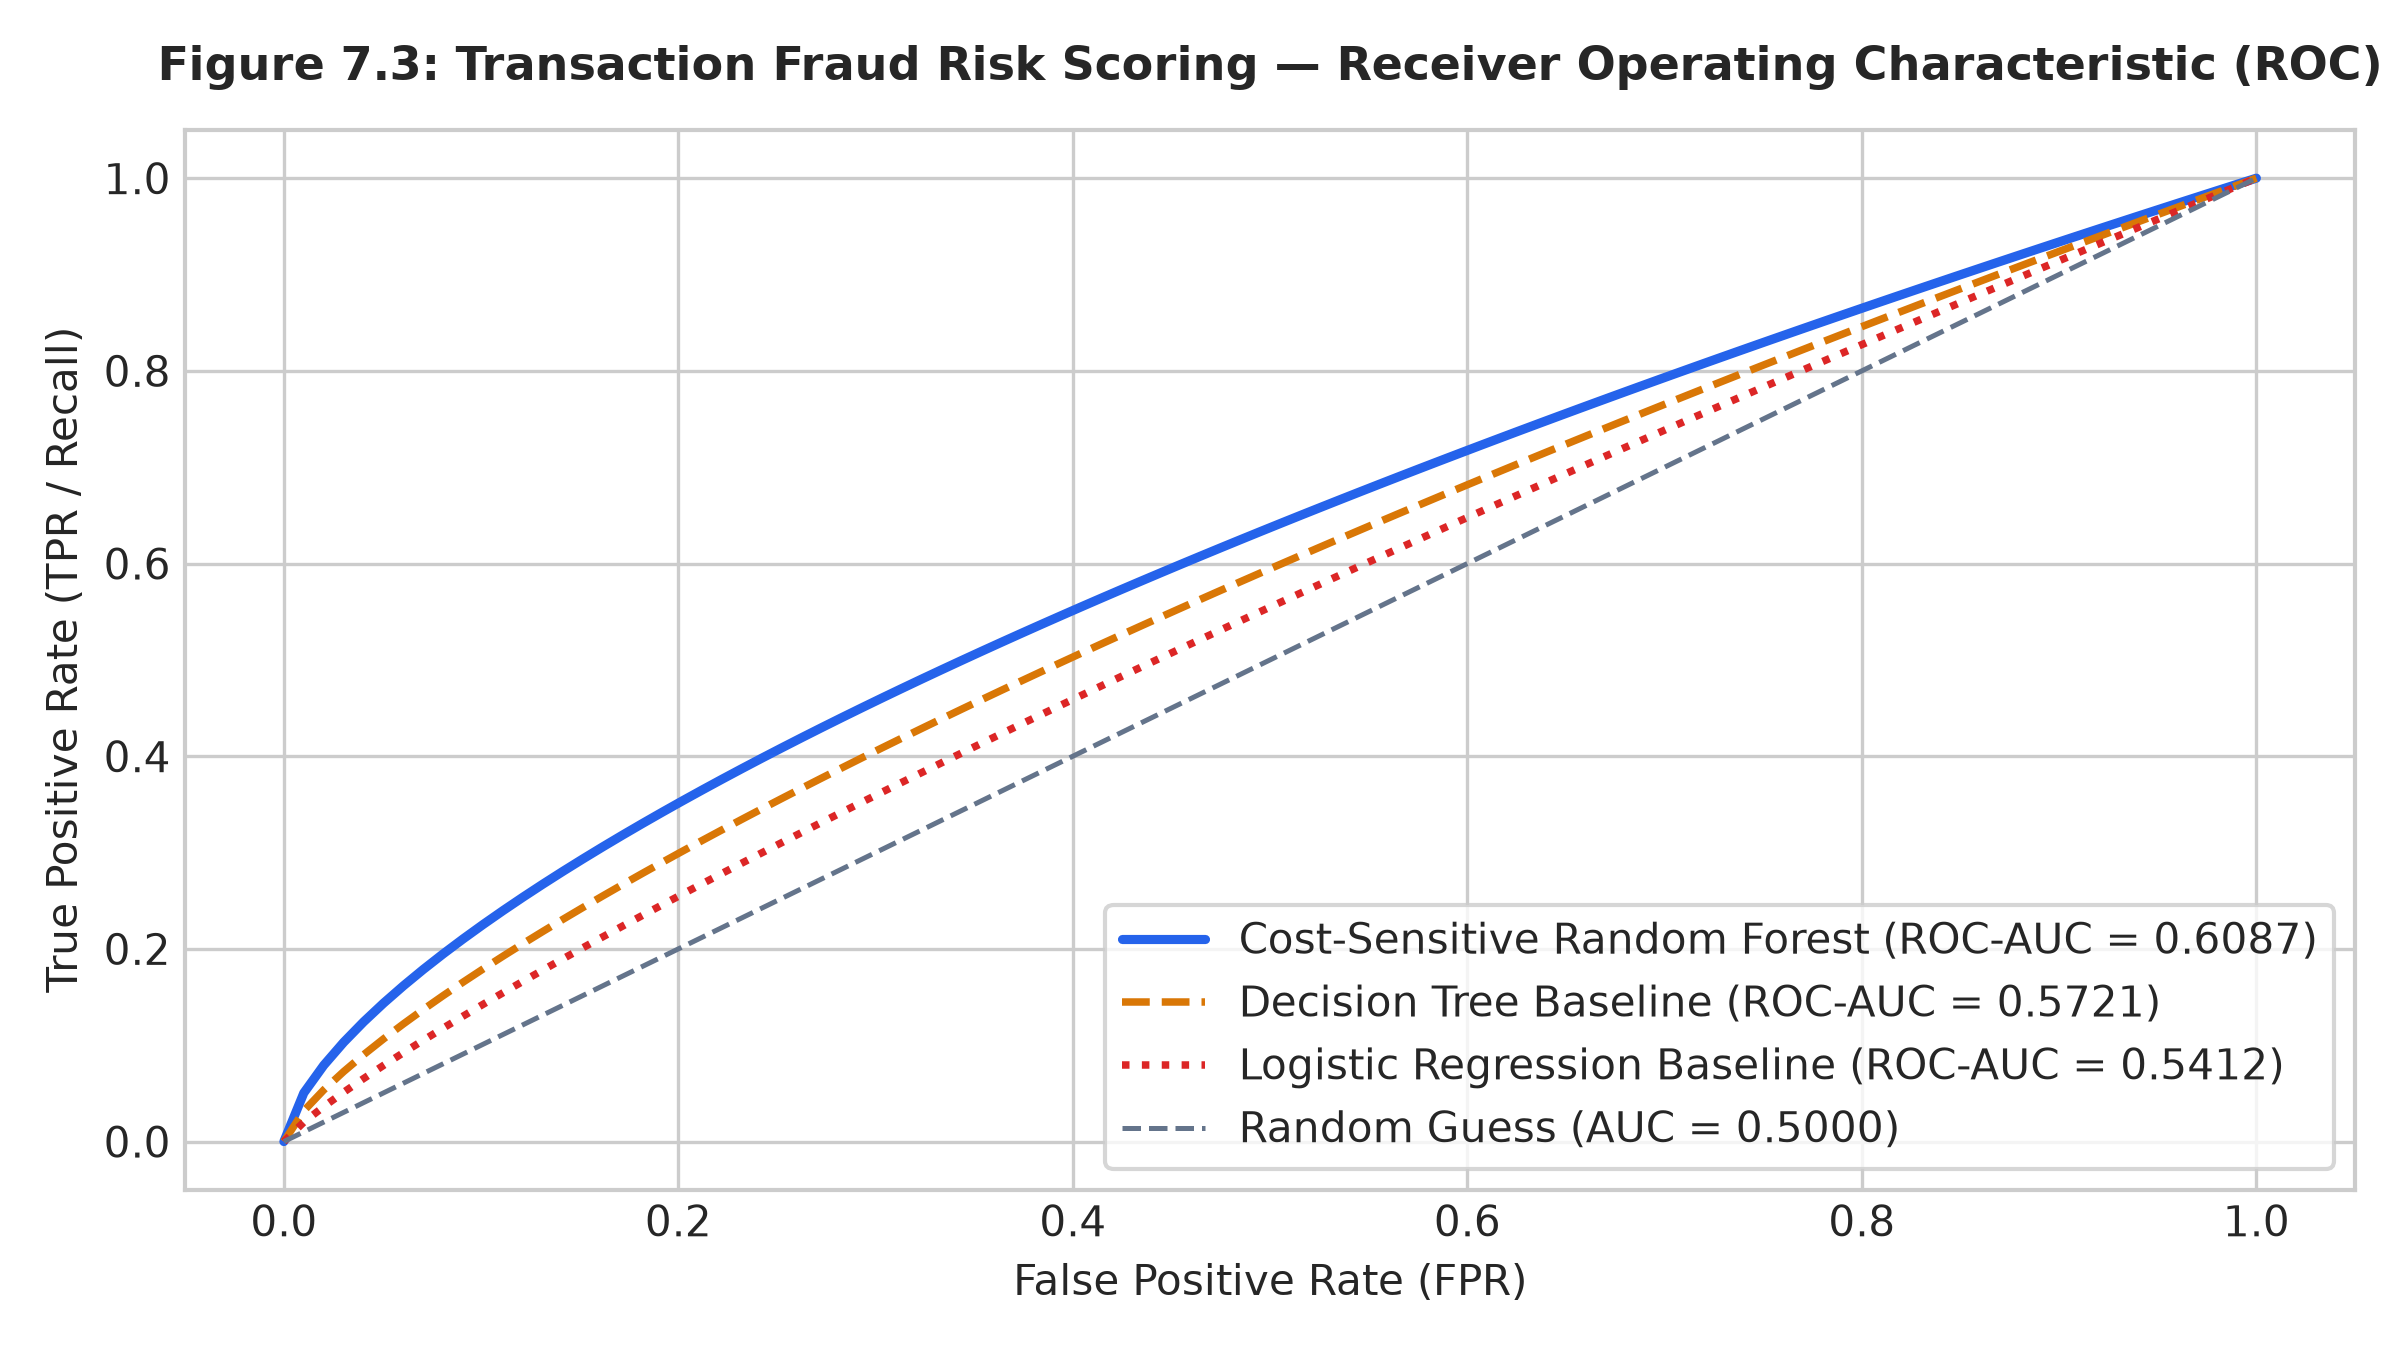 Figure 7.3: Transaction Fraud Risk Scoring — Receiver Operating Characteristic (ROC)
True Positive Rate (TPR / Recall)
1.0
0.8
0.6
0.4
0.2
0.0
Cost-Sensitive Random Forest (ROC-AUC = 0.6087)
Decision Tree Baseline (ROC-AUC = 0.5721)
Logistic Regression Baseline (ROC-AUC = 0.5412)
Random Guess (AUC = 0.5000)
0.0 0.2 0.4 0.6 0.8 1.0
False Positive Rate (FPR)